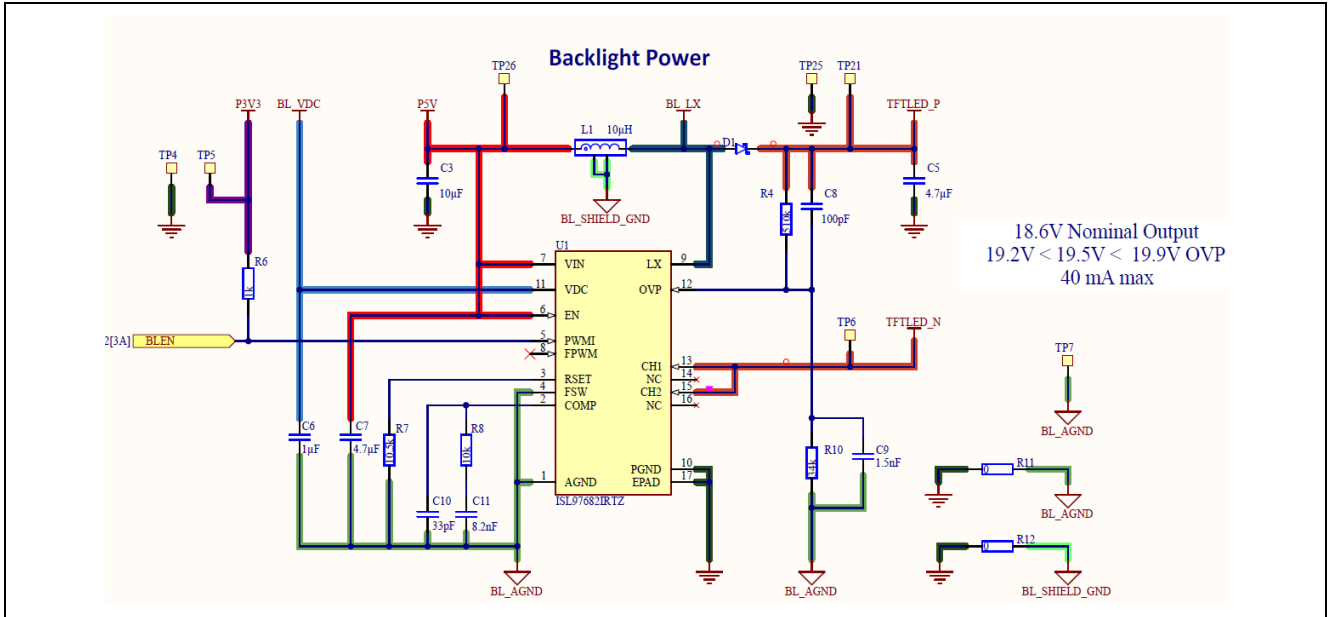 Backlight Power
TP26
TP25
TP21
P3V3
BL_VDC
P5V
BL_LX
TFTLED_P
L1
10µH
D1
TP4
TP5
C3
10µF
R4
510k
C8
100pF
C5
4.7µF
BL_SHIELD_GND
18.6V Nominal Output
19.2V < 19.5V < 19.9V OVP
40 mA max
U1
R6
1k
7
VIN
LX
9
11
VDC
OVP
12
6
EN
2[3A]
BLEN
5
PWMI
8
FPWM
TP6
TFTLED_N
TP7
CH1
13
3
RSET
NC
14
4
FSW
CH2
15
2
COMP
NC
16
BL_AGND
C6
1µF
C7
4.7µF
R7
10.5k
R8
10k
R10
34k
C9
1.5nF
PGND
10
1
AGND
EPAD
17
ISL97682IRTZ
0
R11
C10
33pF
C11
8.2nF
BL_AGND
0
R12
BL_AGND
BL_AGND
BL_SHIELD_GND